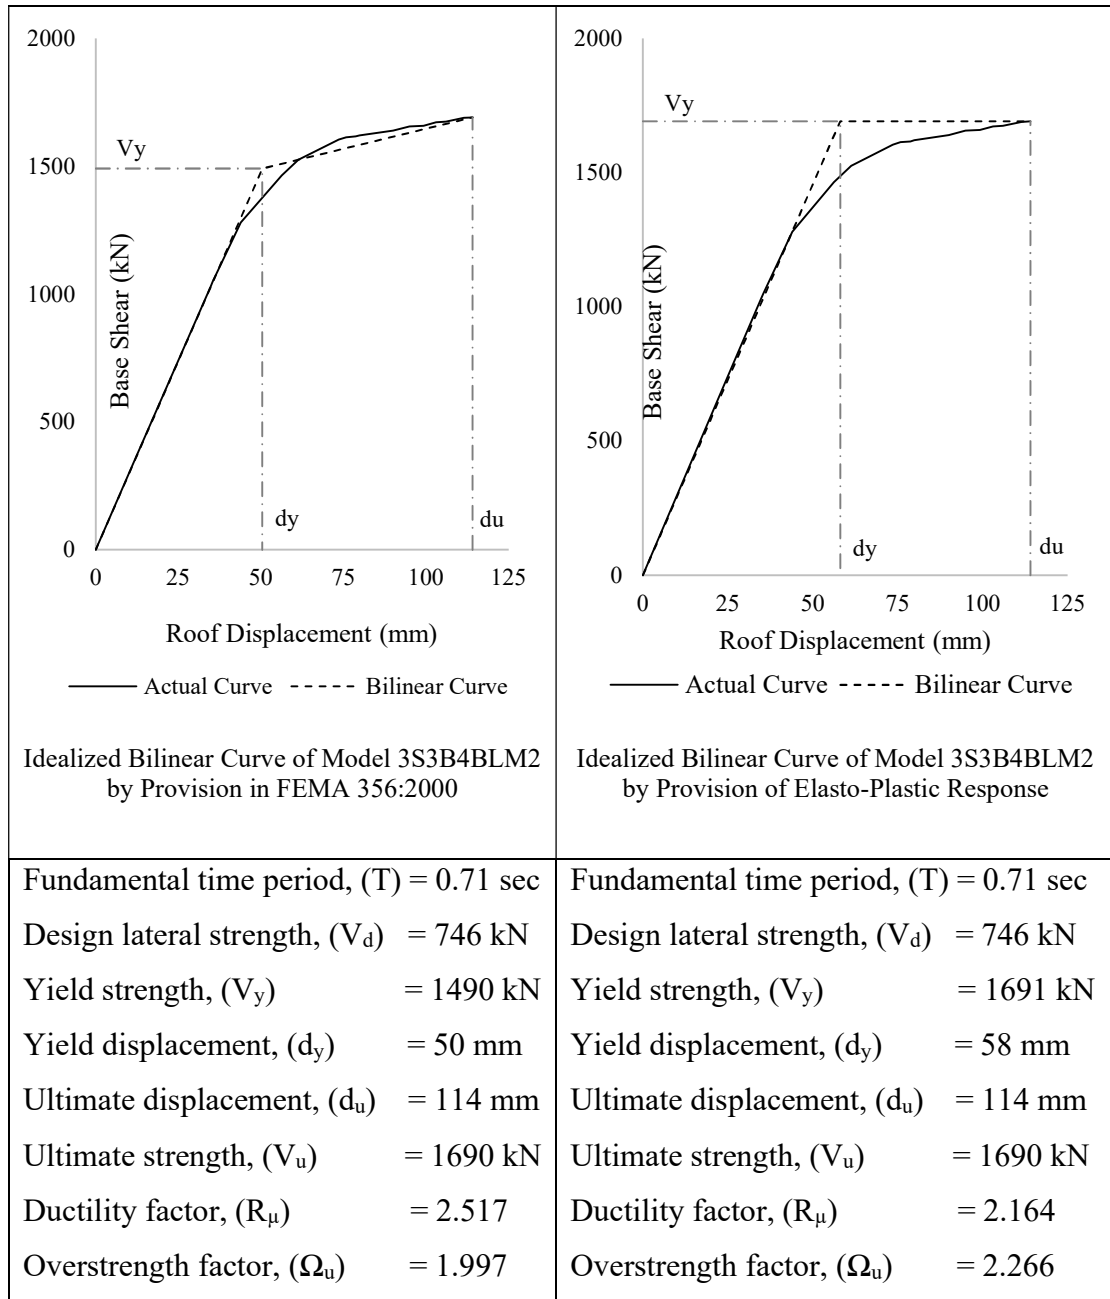 2000
1500
1000
500
0
Base Shear (kN)
Vy
dy
du
0 25 50 75 100 125
Roof Displacement (mm)
Actual Curve Bilinear Curve
Idealized Bilinear Curve of Model 3S3B4BLM2
by Provision in FEMA 356:2000
2000
1500
1000
500
0
Base Shear (kN)
Vy
dy
du
0 25 50 75 100 125
Roof Displacement (mm)
Actual Curve Bilinear Curve
Idealized Bilinear Curve of Model 3S3B4BLM2
by Provision of Elasto-Plastic Response
Fundamental time period, (T) = 0.71 sec
Design lateral strength, (Vd) = 746 kN
Yield strength, (Vy) = 1490 kN
Yield displacement, (dy) = 50 mm
Ultimate displacement, (du) = 114 mm
Ultimate strength, (Vu) = 1690 kN
Ductility factor, (Rμ) = 2.517
Overstrength factor, (Ωu) = 1.997
Fundamental time period, (T) = 0.71 sec
Design lateral strength, (Vd) = 746 kN
Yield strength, (Vy) = 1691 kN
Yield displacement, (dy) = 58 mm
Ultimate displacement, (du) = 114 mm
Ultimate strength, (Vu) = 1690 kN
Ductility factor, (Rμ) = 2.164
Overstrength factor, (Ωu) = 2.266